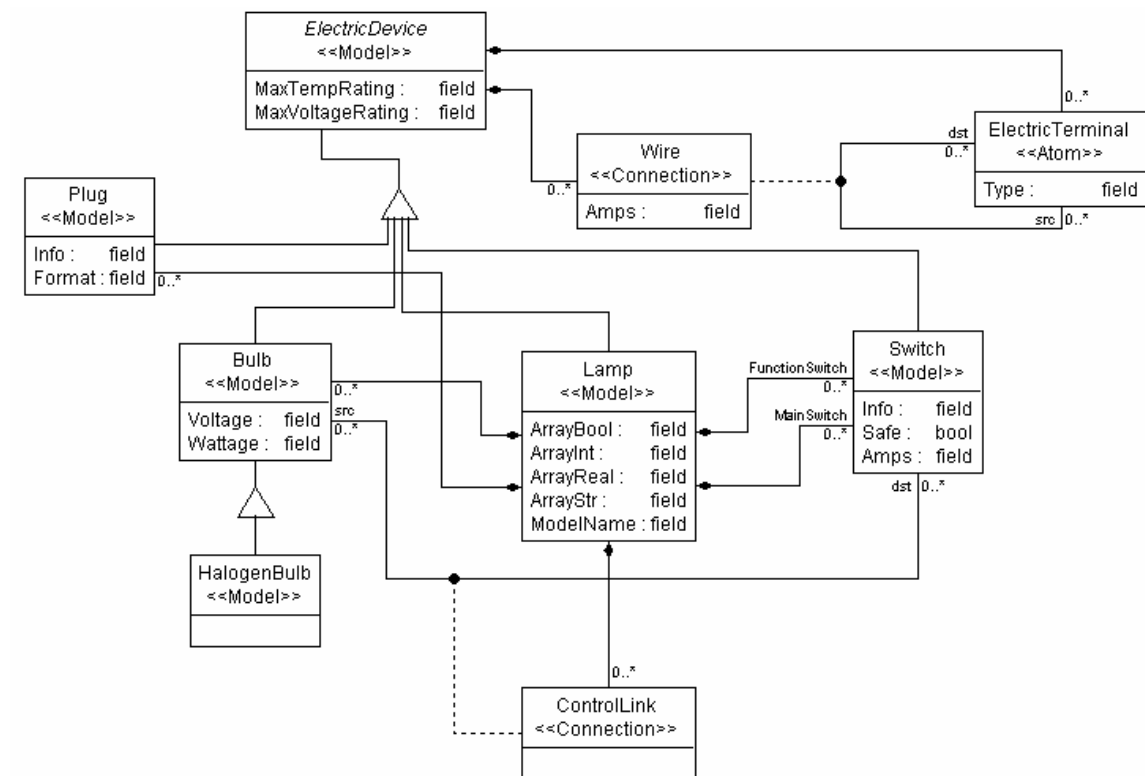 ElectricDevice
<<Model>>
MaxTempRating : field
MaxVoltageRating : field
0..*
dst
0..*
ElectricTerminal
<<Atom>>
Type : field
src 0..*
Wire
<<Connection>>
Amps : field
0..*
Plug
<<Model>>
Info : field
Format : field
0..*
Bulb
<<Model>>
Voltage : field
Wattage : field
0..*
src
0..*
Lamp
<<Model>>
ArrayBool : field
ArrayInt : field
ArrayReal : field
ArrayStr : field
ModelName : field
FunctionSwitch
0..*
MainSwitch
0..*
Switch
<<Model>>
Info : field
Safe : bool
Amps : field
dst 0..*
HalogenBulb
<<Model>>
0..*
ControlLink
<<Connection>>